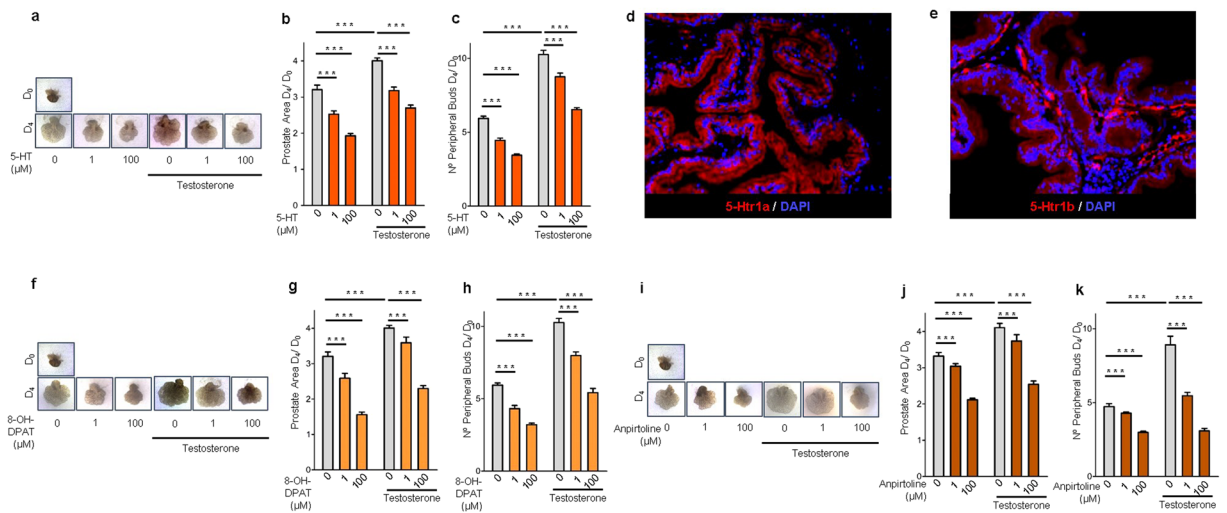 a
D0
D4
5-HT
(µM)
0 1 100 0 1 100
Testosterone
b
Prostate Area D4/ D0
4
3
2
1
***
***
***
***
***
0 1 100 0 1 100
5-HT
(µM)
Testosterone
c
Nº Peripheral Buds D4/ D0
10
5
0
***
***
***
***
***
0 1 100 0 1 100
5-HT
(µM)
Testosterone
d
5-Htr1a / DAPI
e
5-Htr1b / DAPI
f
D0
D4
8-OH-
DPAT
(µM)
0 1 100 0 1 100
Testosterone
g
Prostate Area D4/ D0
4
3
2
1
0
***
***
***
***
***
0 1 100 0 1 100
8-OH-
DPAT
(µM)
Testosterone
h
Nº Peripheral Buds D4/ D0
10
5
0
***
***
***
***
***
0 1 100 0 1 100
8-OH-
DPAT
(µM)
Testosterone
i
D0
D4
Anpirtoline 0 1 100 0 1 100
(µM)
Testosterone
j
Prostate Area D4/ D0
4
3
2
1
0
***
***
***
***
***
0 1 100 0 1 100
Anpirtoline
(µM)
Testosterone
k
Nº Peripheral Buds D4/ D0
10
5
0
***
***
***
***
***
0 1 100 0 1 100
Anpirtoline
(µM)
Testosterone